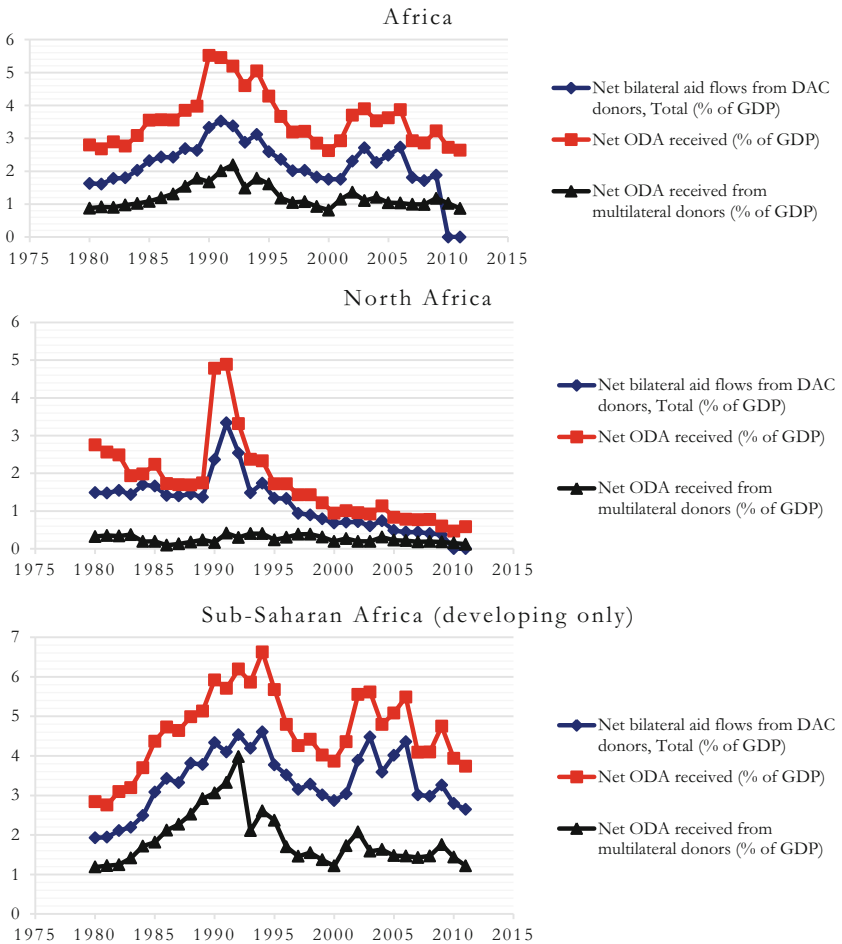 Africa
6
5
4
3
2
1
0
1975 1980 1985 1990 1995 2000 2005 2010 2015
Net bilateral aid flows from DAC
donors, Total (% of GDP)
Net ODA received (% of GDP)
Net ODA received from
multilateral donors (% of GDP)
North Africa
6
5
4
3
2
1
0
1975 1980 1985 1990 1995 2000 2005 2010 2015
Net bilateral aid flows from DAC
donors, Total (% of GDP)
Net ODA received (% of GDP)
Net ODA received from
multilateral donors (% of GDP)
Sub-Saharan Africa (developing only)
7
6
5
4
3
2
1
0
1975 1980 1985 1990 1995 2000 2005 2010 2015
Net bilateral aid flows from DAC
donors, Total (% of GDP)
Net ODA received (% of GDP)
Net ODA received from
multilateral donors (% of GDP)